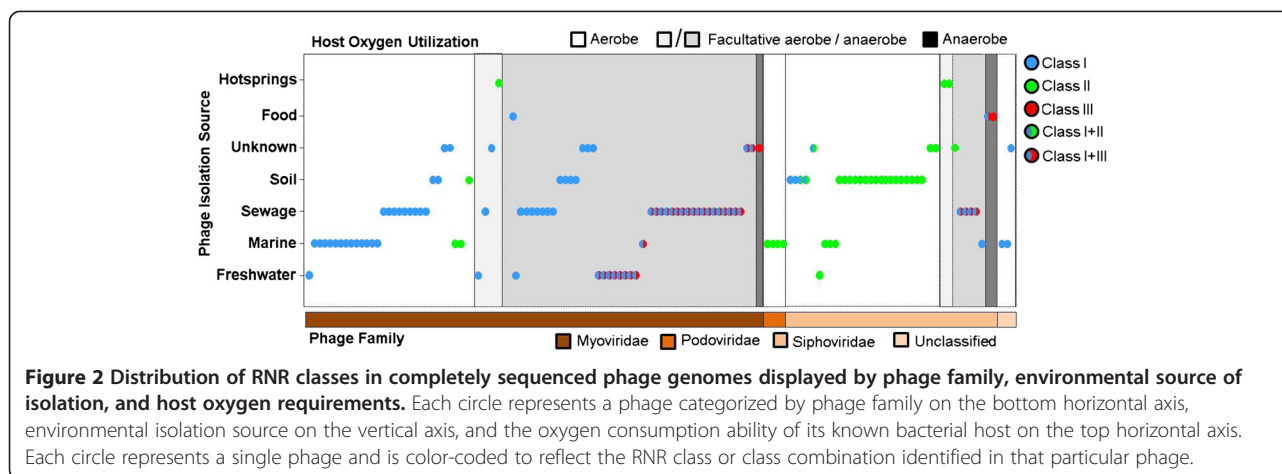 Host Oxygen Utilization
Aerobe / Facultative aerobe / anaerobe Anaerobe
Phage Isolation Source
Hotsprings
Food
Unknown
Soil
Sewage
Marine
Freshwater
Class I
Class II
Class III
Class I+II
Class I+III
Phage Family
Myoviridae Podoviridae Siphoviridae Unclassified
Figure 2 Distribution of RNR classes in completely sequenced phage genomes displayed by phage family, environmental source of
isolation, and host oxygen requirements. Each circle represents a phage categorized by phage family on the bottom horizontal axis,
environmental isolation source on the vertical axis, and the oxygen consumption ability of its known bacterial host on the top horizontal axis.
Each circle represents a single phage and is color-coded to reflect the RNR class or class combination identified in that particular phage.